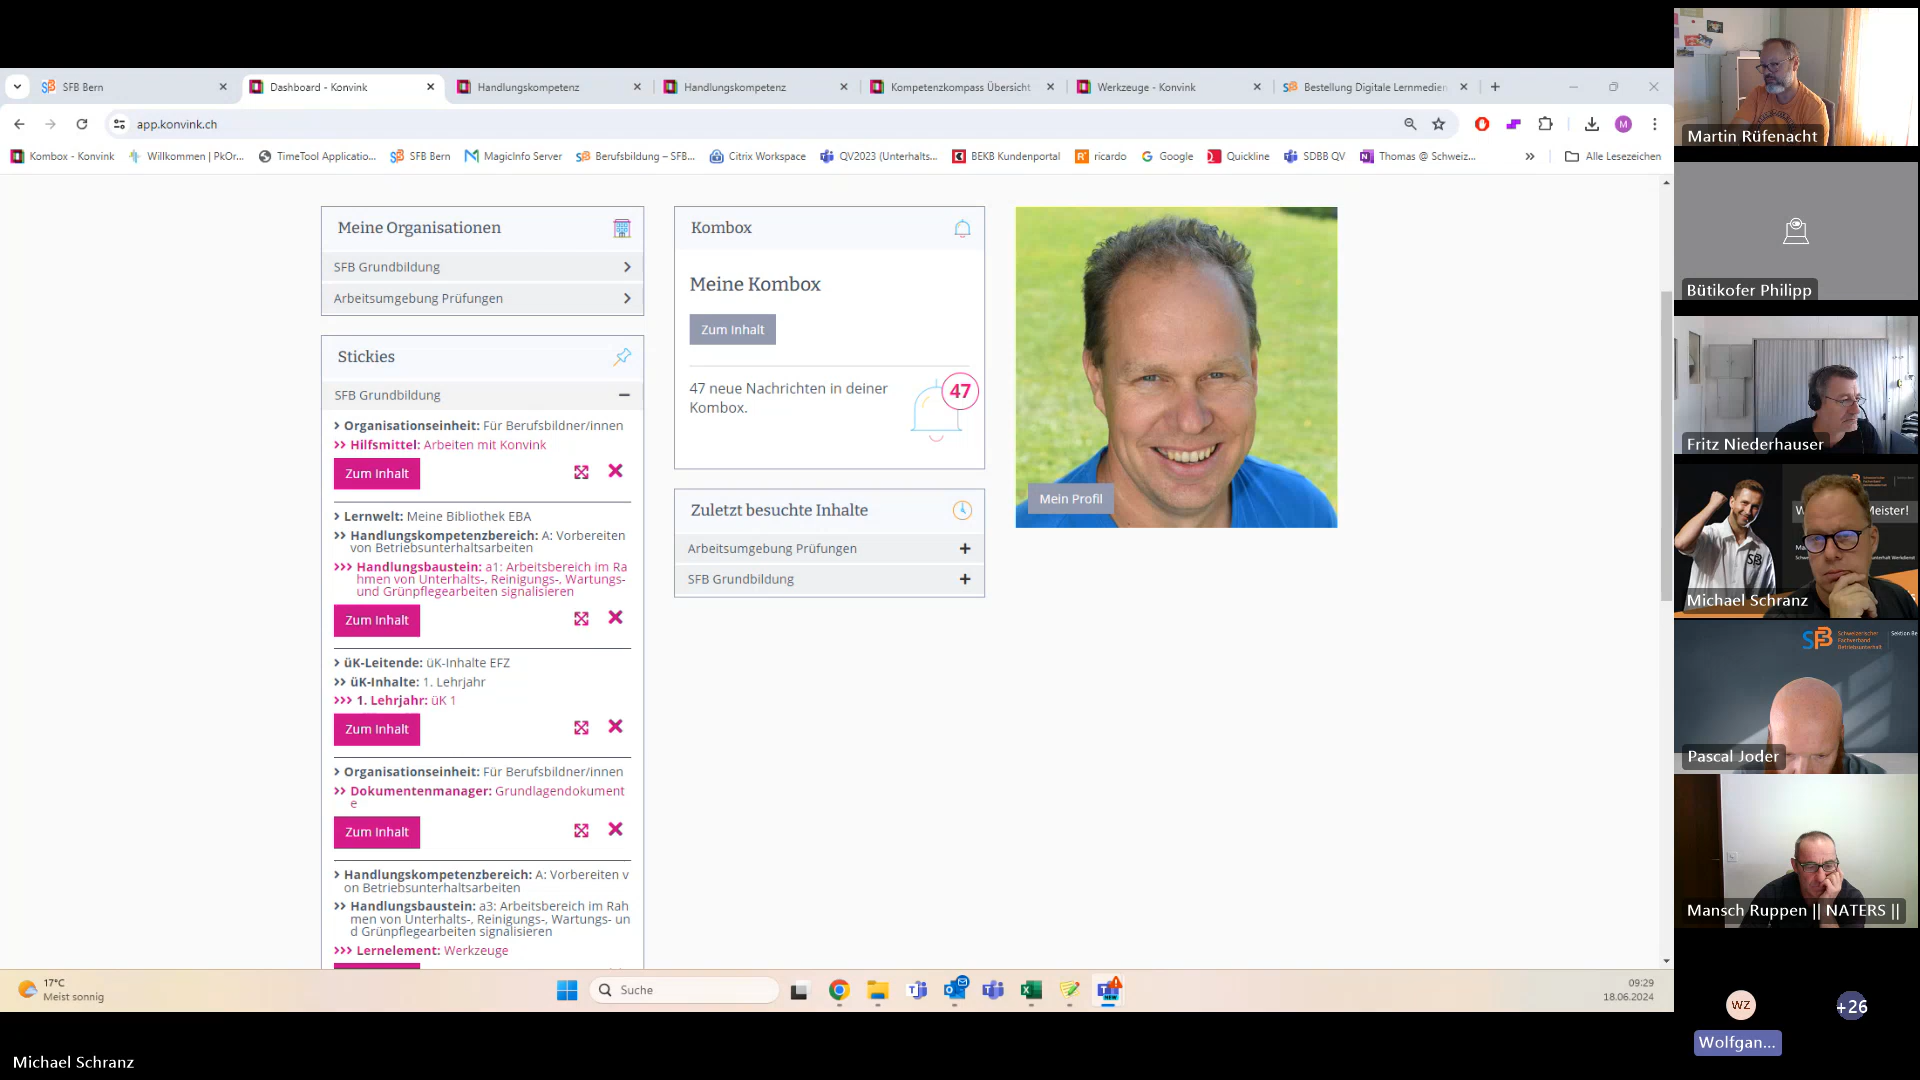 SFB Bern
Dashboard - Konvink
Handlungskompetenz
Handlungskompetenz
Kompetenzkompass Übersicht
Werkzeuge - Konvink
Bestellung Digitale Lernmedien
app.konvink.ch
M
Kombox - Konvink
Willkommen | PkOr...
TimeTool Applicatio...
SFB Bern
MagicInfo Server
Berufsbildung – SFB...
Citrix Workspace
QV2023 (Unterhalts...
BEKB Kundenportal
ricardo
Google
Quickline
SDBB QV
Thomas @ Schweiz...
Alle Lesezeichen
Meine Organisationen
SFB Grundbildung
Arbeitsumgebung Prüfungen
Stickies
SFB Grundbildung
Organisationseinheit: Für Berufsbildner/innen
Hilfsmittel: Arbeiten mit Konvink
Zum Inhalt
Lernwelt: Meine Bibliothek EBA
Handlungskompetenzbereich: A: Vorbereiten
von Betriebsunterhaltsarbeiten
Handlungsbaustein: a1: Arbeitsbereich im Ra
hmen von Unterhalts-, Reinigungs-, Wartungs-
und Grünpflegearbeiten signalisieren
Zum Inhalt
üK-Leitende: üK-Inhalte EFZ
üK-Inhalte: 1. Lehrjahr
1. Lehrjahr: üK 1
Zum Inhalt
Organisationseinheit: Für Berufsbildner/innen
Dokumentenmanager: Grundlagendokument
e
Zum Inhalt
Handlungskompetenzbereich: A: Vorbereiten v
on Betriebsunterhaltsarbeiten
Handlungsbaustein: a3: Arbeitsbereich im Rah
men von Unterhalts-, Reinigungs-, Wartungs- un
d Grünpflegearbeiten signalisieren
Lernelement: Werkzeuge
Kombox
Meine Kombox
Zum Inhalt
47 neue Nachrichten in deiner
Kombox.
47
Zuletzt besuchte Inhalte
Arbeitsumgebung Prüfungen
SFB Grundbildung
Mein Profil
17°C
Meist sonnig
Suche
09:29
18.06.2024
Michael Schranz
Martin Rüfenacht
Bütikofer Philipp
Fritz Niederhauser
Meister!
Michael Schranz
SFB
Schweizerischer
Fachverband
Betriebsunterhalt
Sektion Be
Pascal Joder
Mansch Ruppen || NATERS ||
WZ
+26
Wolfgan...